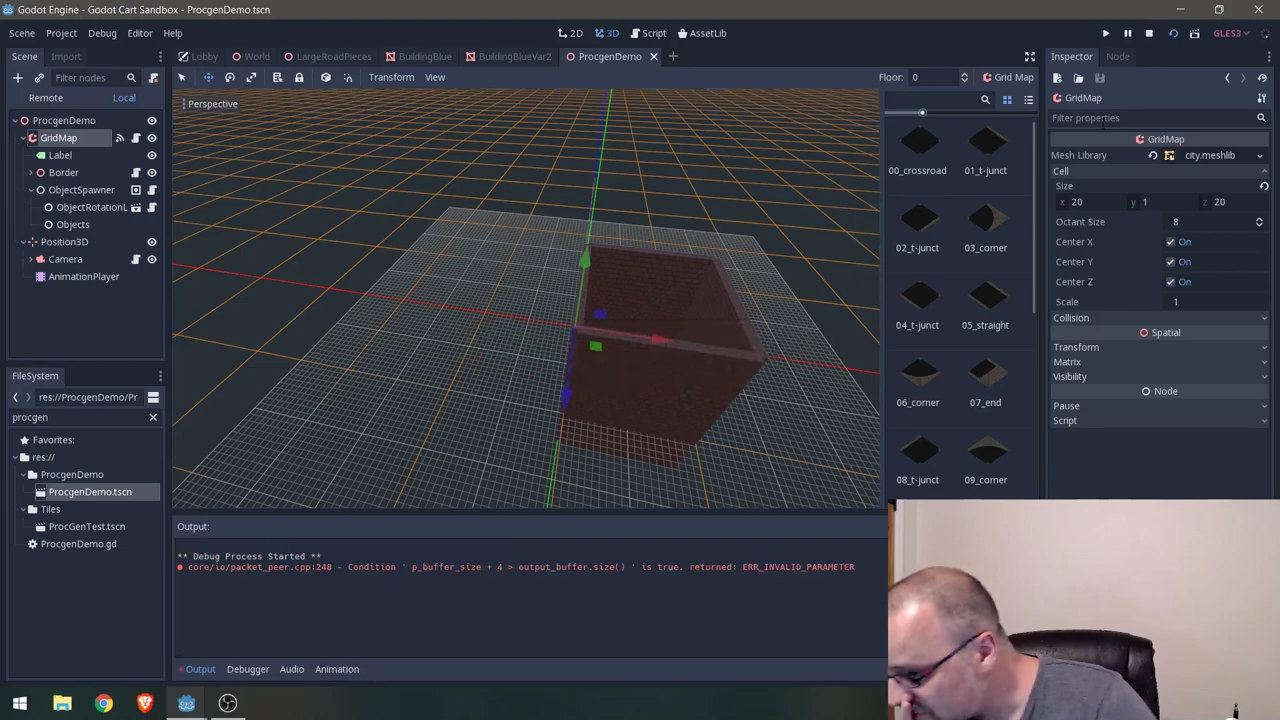 Godot Engine - Godot Cart Sandbox - ProcgenDemo.tscn
Scene Project Debug Editor Help
2D 3D Script AssetLib
GLES3
Scene Import
Lobby World LargeRoadPieces BuildingBlue BuildingBlueVar2 ProcgenDemo
Inspector Node
Filter nodes
Transform View
Floor: 0
Grid Map
Remote Local
Perspective
GridMap
Filter properties
ProcgenDemo
GridMap
Label
Border
ObjectSpawner
ObjectRotationL
Objects
Position3D
Camera
AnimationPlayer
00_crossroad 01_t-junct
02_t-junct 03_corner
04_t-junct 05_straight
06_corner 07_end
08_t-junct 09_corner
GridMap
Mesh Library city.meshlib
Cell
Size
x 20 y 1 z 20
Octant Size 8
Center X On
Center Y On
Center Z On
Scale 1
Collision
Spatial
Transform
Matrix
Visibility
Node
Pause
Script
FileSystem
res://ProcgenDemo/Pr
procgen
Favorites:
res://
ProcgenDemo
ProcgenDemo.tscn
Tiles
ProcGenTest.tscn
ProcgenDemo.gd
Output:
** Debug Process Started **
core/io/packet_peer.cpp:248 - Condition ' p_buffer_size + 4 > output_buffer.size() ' is true. returned: ERR_INVALID_PARAMETER
Output Debugger Audio Animation